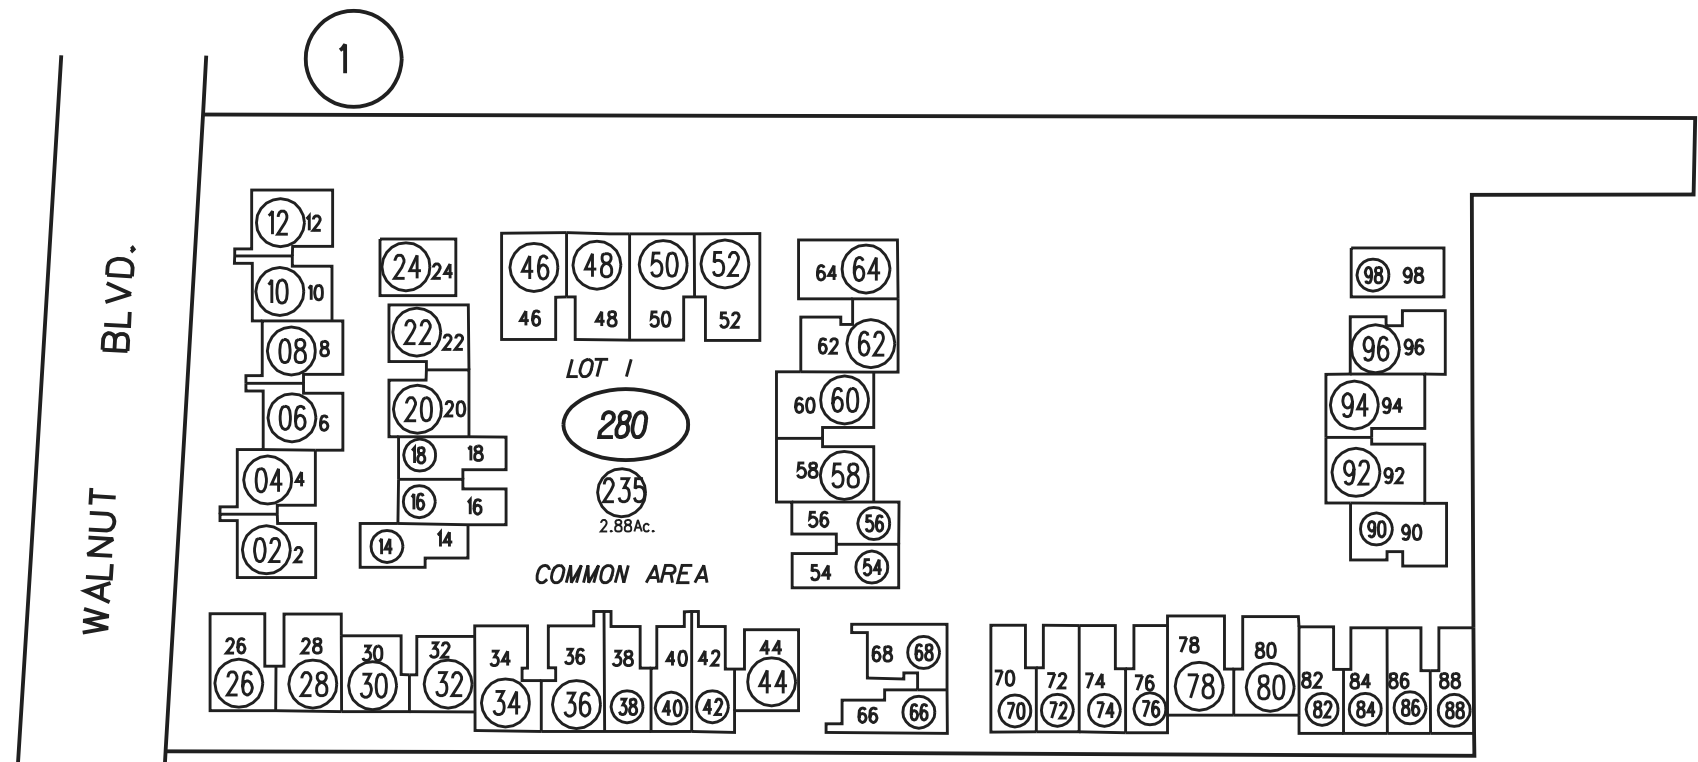 1
WALNUT BLVD.
12 12
10 10
08 8
06 6
04 4
02 2
24 24
22 22
20 20
18 18
16 16
14 14
46 48 50 52
46 48 50 52
LOT 1
280
235
2.88Ac.
COMMON AREA
64 64
62 62
60 60
58 58
56 56
54 54
98 98
96 96
94 94
92 92
90 90
26 28 30 32 34 36 38 40 42 44
26 28 30 32 34 36 38 40 42 44
68 68
66 66
70 72 74 76 78 80 82 84 86 88
70 72 74 76 78 80 82 84 86 88